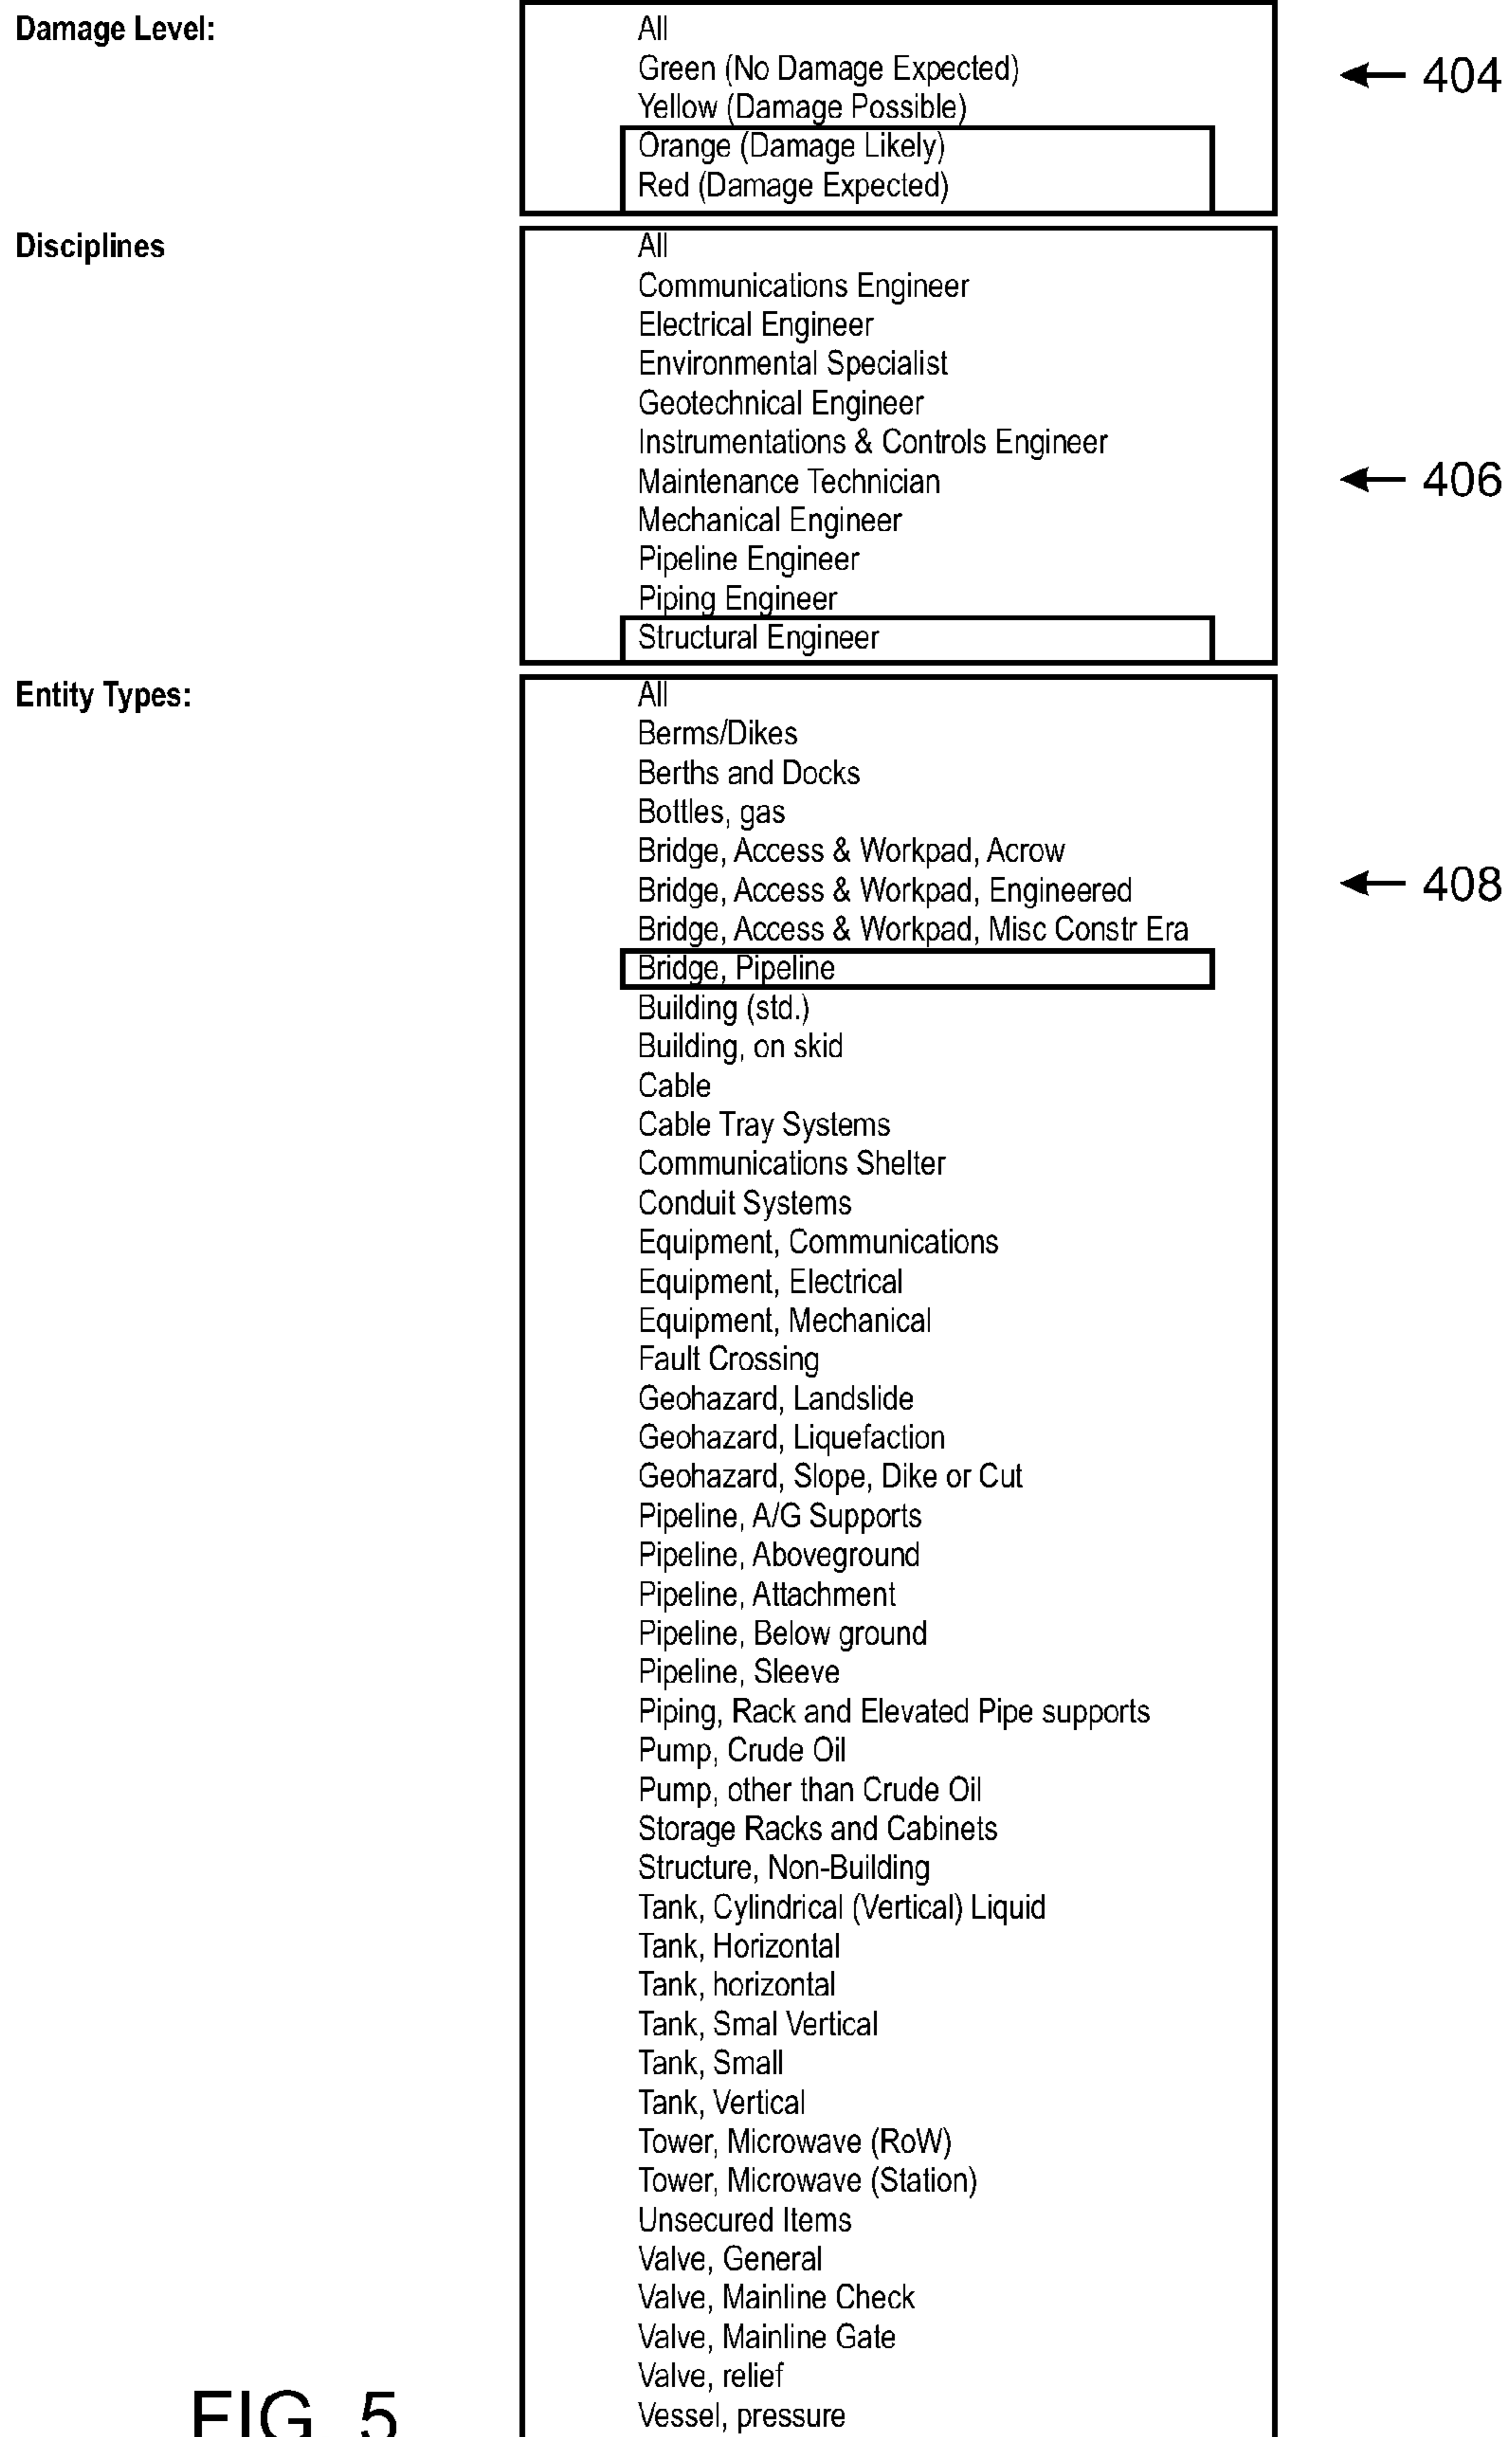 Damage Level:
All
Green (No Damage Expected)
Yellow (Damage Possible)
Orange (Damage Likely)
Red (Damage Expected)
404
Disciplines
All
Communications Engineer
Electrical Engineer
Environmental Specialist
Geotechnical Engineer
Instrumentations & Controls Engineer
Maintenance Technician
Mechanical Engineer
Pipeline Engineer
Piping Engineer
Structural Engineer
406
Entity Types:
All
Berms/Dikes
Berths and Docks
Bottles, gas
Bridge, Access & Workpad, Acrow
Bridge, Access & Workpad, Engineered
Bridge, Access & Workpad, Misc Constr Era
Bridge, Pipeline
Building (std.)
Building, on skid
Cable
Cable Tray Systems
Communications Shelter
Conduit Systems
Equipment, Communications
Equipment, Electrical
Equipment, Mechanical
Fault Crossing
Geohazard, Landslide
Geohazard, Liquefaction
Geohazard, Slope, Dike or Cut
Pipeline, A/G Supports
Pipeline, Aboveground
Pipeline, Attachment
Pipeline, Below ground
Pipeline, Sleeve
Piping, Rack and Elevated Pipe supports
Pump, Crude Oil
Pump, other than Crude Oil
Storage Racks and Cabinets
Structure, Non-Building
Tank, Cylindrical (Vertical) Liquid
Tank, Horizontal
Tank, horizontal
Tank, Smal Vertical
Tank, Small
Tank, Vertical
Tower, Microwave (RoW)
Tower, Microwave (Station)
Unsecured Items
Valve, General
Valve, Mainline Check
Valve, Mainline Gate
Valve, relief
Vessel, pressure
408
FIG. 5